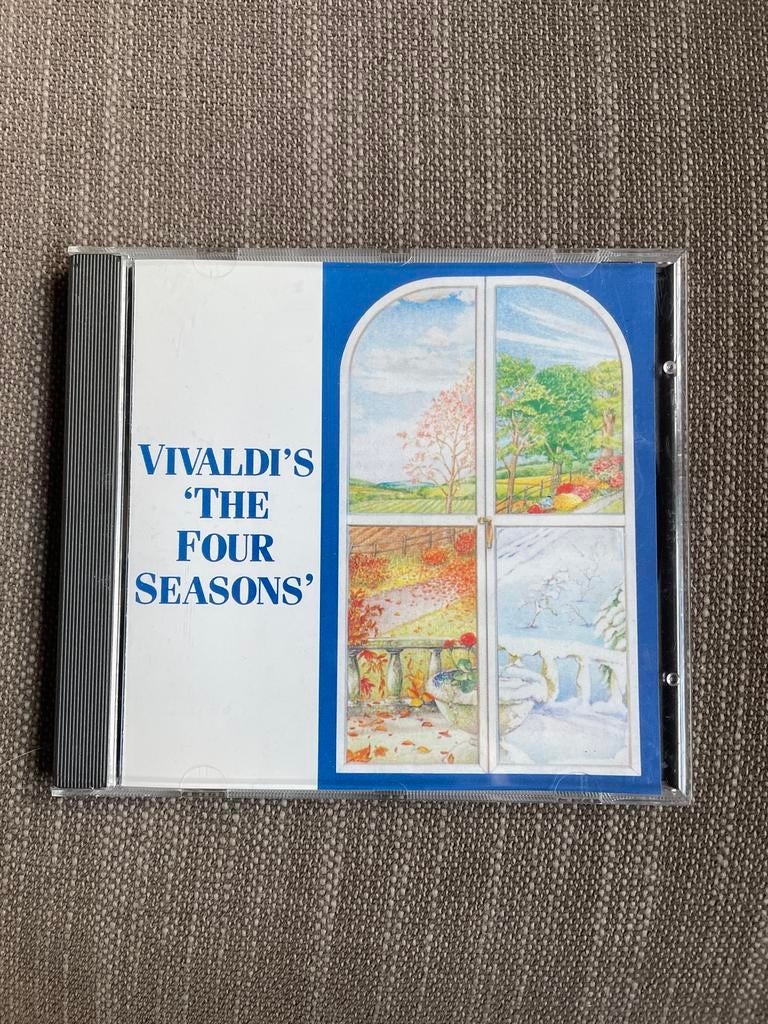 VIVALDI'S
‘THE
FOUR
SEASONS’